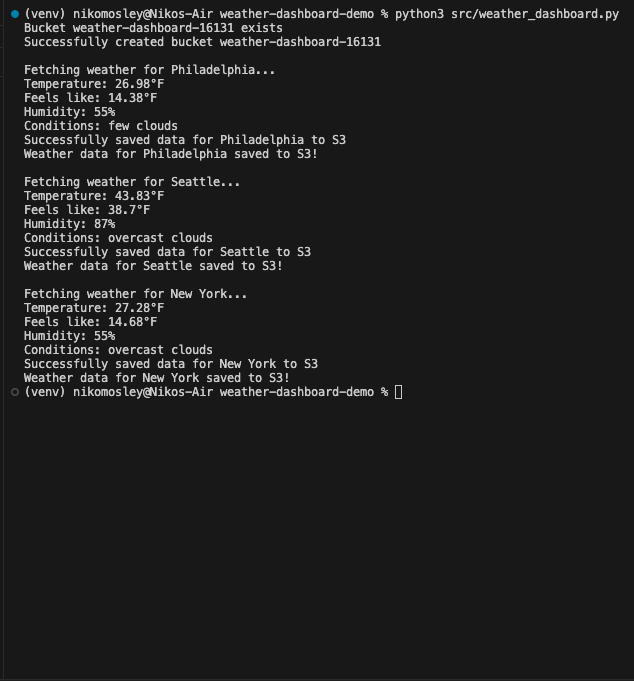 (venv) nikomosley@Nikos-Air weather-dashboard-demo % python3 src/weather_dashboard.py
Bucket weather-dashboard-16131 exists
Successfully created bucket weather-dashboard-16131
Fetching weather for Philadelphia...
Temperature: 26.98°F
Feels like: 14.38°F
Humidity: 55%
Conditions: few clouds
Successfully saved data for Philadelphia to S3
Weather data for Philadelphia saved to S3!
Fetching weather for Seattle...
Temperature: 43.83°F
Feels like: 38.7°F
Humidity: 87%
Conditions: overcast clouds
Successfully saved data for Seattle to S3
Weather data for Seattle saved to S3!
Fetching weather for New York...
Temperature: 27.28°F
Feels like: 14.68°F
Humidity: 55%
Conditions: overcast clouds
Successfully saved data for New York to S3
Weather data for New York saved to S3!
(venv) nikomosley@Nikos-Air weather-dashboard-demo %